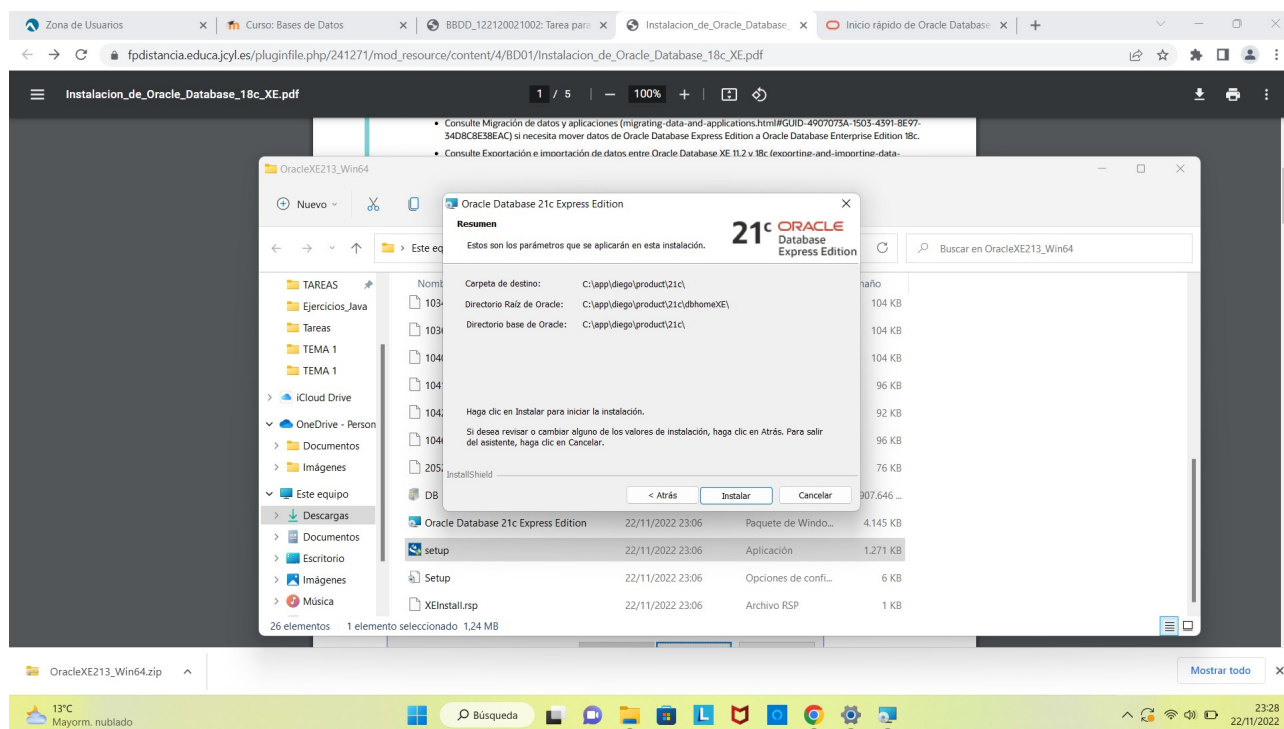 Zona de Usuarios
Curso: Bases de Datos
BBDD_122120021002: Tarea para
Instalacion_de_Oracle_Database_
Inicio rápido de Oracle Database
fpdistancia.educa.jcyl.es/pluginfile.php/241271/mod_resource/content/4/BD01/Instalacion_de_Oracle_Database_18c_XE.pdf
Instalacion_de_Oracle_Database_18c_XE.pdf
1 / 5
100%
• Consulte Migración de datos y aplicaciones (migrating-data-and-applications.html#GUID-4907073A-1503-4391-8E97-
34D8C8E38EAC) si necesita mover datos de Oracle Database Express Edition a Oracle Database Enterprise Edition 18c.
• Consulte Exportación e importación de datos entre Oracle Database XE 11.2 y 18c (exporting-and-importing-data-
OracleXE213_Win64
Nuevo
Este eq
Buscar en OracleXE213_Win64
TAREAS
Ejercicios_Java
Tareas
TEMA 1
TEMA 1
iCloud Drive
OneDrive - Person
Documentos
Imágenes
Este equipo
Descargas
Documentos
Escritorio
Imágenes
Música
Nomb
103
103
104
104
104
104
205
DB
maño
104 KB
104 KB
104 KB
96 KB
92 KB
96 KB
76 KB
907.646 ...
Oracle Database 21c Express Edition 22/11/2022 23:06 Paquete de Windo... 4.145 KB
setup 22/11/2022 23:06 Aplicación 1.271 KB
Setup 22/11/2022 23:06 Opciones de confi... 6 KB
XEInstall.rsp 22/11/2022 23:06 Archivo RSP 1 KB
26 elementos 1 elemento seleccionado 1,24 MB
Oracle Database 21c Express Edition
Resumen
Estos son los parámetros que se aplicarán en esta instalación.
21c ORACLE
Database
Express Edition
Carpeta de destino: C:\app\diego\product\21c\
Directorio Raíz de Oracle: C:\app\diego\product\21c\dbhomeXE\
Directorio base de Oracle: C:\app\diego\product\21c\
Haga clic en Instalar para iniciar la instalación.
Si desea revisar o cambiar alguno de los valores de instalación, haga clic en Atrás. Para salir
del asistente, haga clic en Cancelar.
InstallShield
< Atrás
Instalar
Cancelar
OracleXE213_Win64.zip
Mostrar todo
13°C
Mayorm. nublado
Búsqueda
23:28
22/11/2022